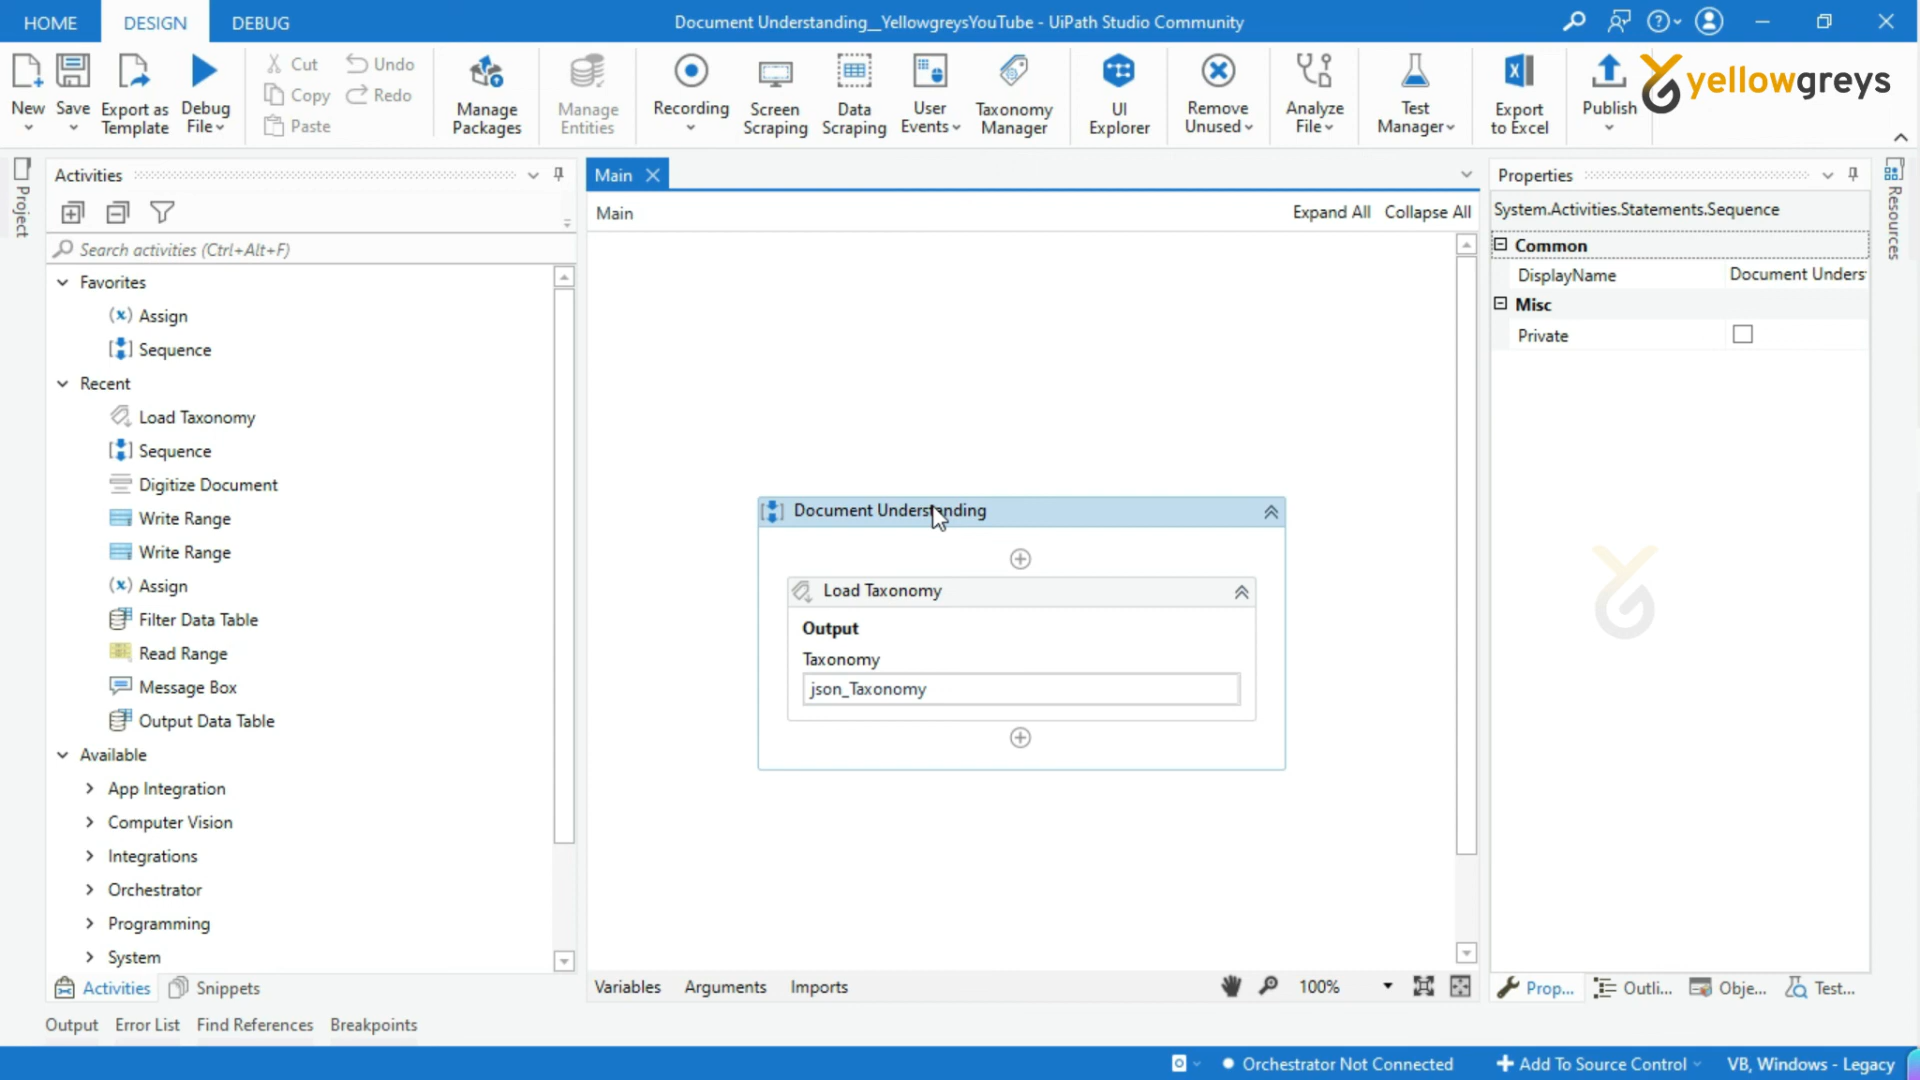 HOME DESIGN DEBUG Document Understanding__YellowgreysYouTube - UiPath Studio Community
New Save Export as Template Debug File Cut Copy Paste Undo Redo Manage Packages Manage Entities Recording Screen Scraping Data Scraping User Events Taxonomy Manager UI Explorer Remove Unused Analyze File Test Manager Export to Excel Publish yellowgreys
Project
Activities
Search activities (Ctrl+Alt+F)
Favorites
(x) Assign
Sequence
Recent
Load Taxonomy
Sequence
Digitize Document
Write Range
Write Range
(x) Assign
Filter Data Table
Read Range
Message Box
Output Data Table
Available
App Integration
Computer Vision
Integrations
Orchestrator
Programming
System
Activities Snippets
Main
Main Expand All Collapse All
Document Understanding
Load Taxonomy
Output
Taxonomy
json_Taxonomy
Variables Arguments Imports 100%
Properties
System.Activities.Statements.Sequence
Common
DisplayName Document Unders
Misc
Private
Prop... Outli... Obje... Test...
Resources
Output Error List Find References Breakpoints
Orchestrator Not Connected Add To Source Control VB, Windows - Legacy